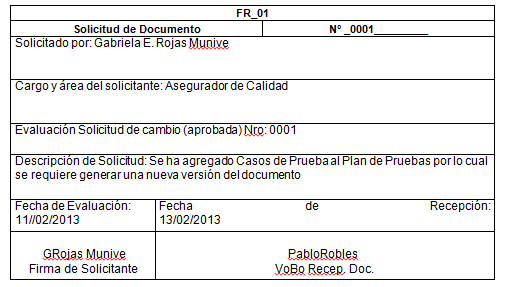 FR_01
Solicitud de Documento
Nº _0001_________
Solicitado por: Gabriela E. Rojas Munive
Cargo y área del solicitante: Asegurador de Calidad
Evaluación Solicitud de cambio (aprobada) Nro: 0001
Descripción de Solicitud: Se ha agregado Casos de Prueba al Plan de Pruebas por lo cual
se requiere generar una nueva versión del documento
Fecha de Evaluación:
11//02/2013
Fecha de Recepción:
13/02/2013
GRojas Munive
Firma de Solicitante
PabloRobles
VoBo Recep. Doc.